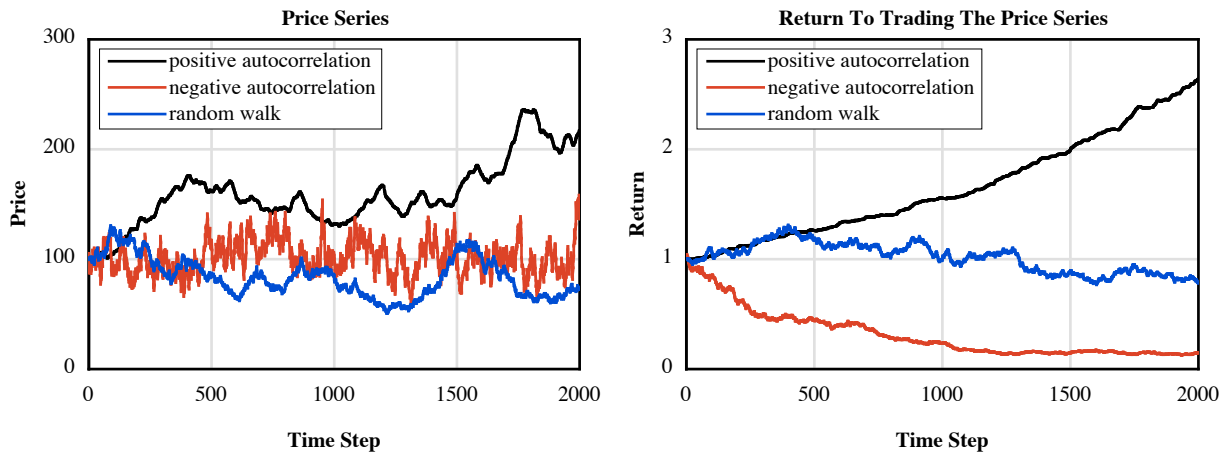 Price Series
300
200
100
0
0
500
1000
1500
2000
Price
Time Step
positive autocorrelation
negative autocorrelation
random walk
Return To Trading The Price Series
3
2
1
0
0
500
1000
1500
2000
Return
Time Step
positive autocorrelation
negative autocorrelation
random walk